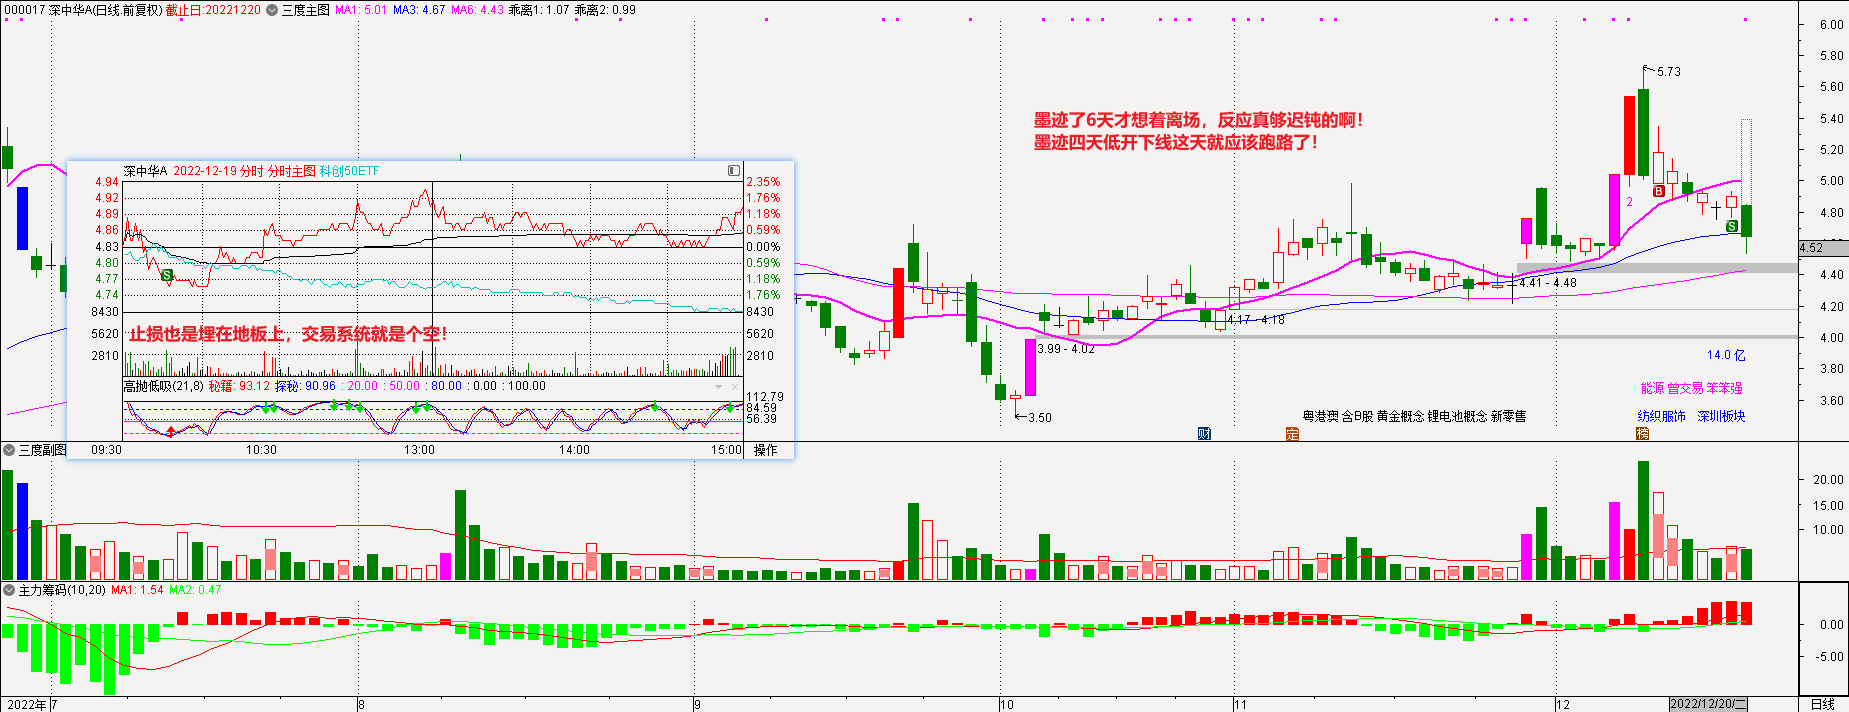 000017 深中华A(日线.前复权) 截止日:20221220 三度主图 MA1: 5.01 MA3: 4.67 MA6: 4.43 乖离1: 1.07 乖离2: 0.99
6.00
5.80
5.60
5.40
5.20
5.00
4.80
4.52
4.40
4.20
4.00
3.80
3.60
5.73
墨迹了6天才想着离场，反应真够迟钝的啊！
墨迹四天低开下线这天就应该跑路了！
B
2
S
4.41 - 4.48
4.17 - 4.18
3.99 - 4.02
3.50
14.0 亿
能源 曾交易 笨笨强
粤港澳 含B股 黄金概念 锂电池概念 新零售
纺织服饰 深圳板块
财
定
榜
深中华A 2022-12-19 分时 分时主图 科创50ETF
4.94 2.35%
4.92 1.76%
4.89 1.18%
4.86 0.59%
4.83 0.00%
4.80 0.59%
4.77 1.18%
4.74 1.76%
8430 8430
5620 5620
2810 2810
S
止损也是埋在地板上，交易系统就是个空！
高抛低吸(21,8) 秘籍: 93.12 探秘: 90.96 : 20.00 : 50.00 : 80.00 : 0.00 : 100.00
112.79
84.59
56.39
09:30 10:30 13:00 14:00 15:00 操作
三度副图
20.00
15.00
10.00
主力筹码(10,20) MA1: 1.54 MA2: 0.47
0.00
-5.00
2022年 7 8 9 10 11 12 2022/12/20/二 日线